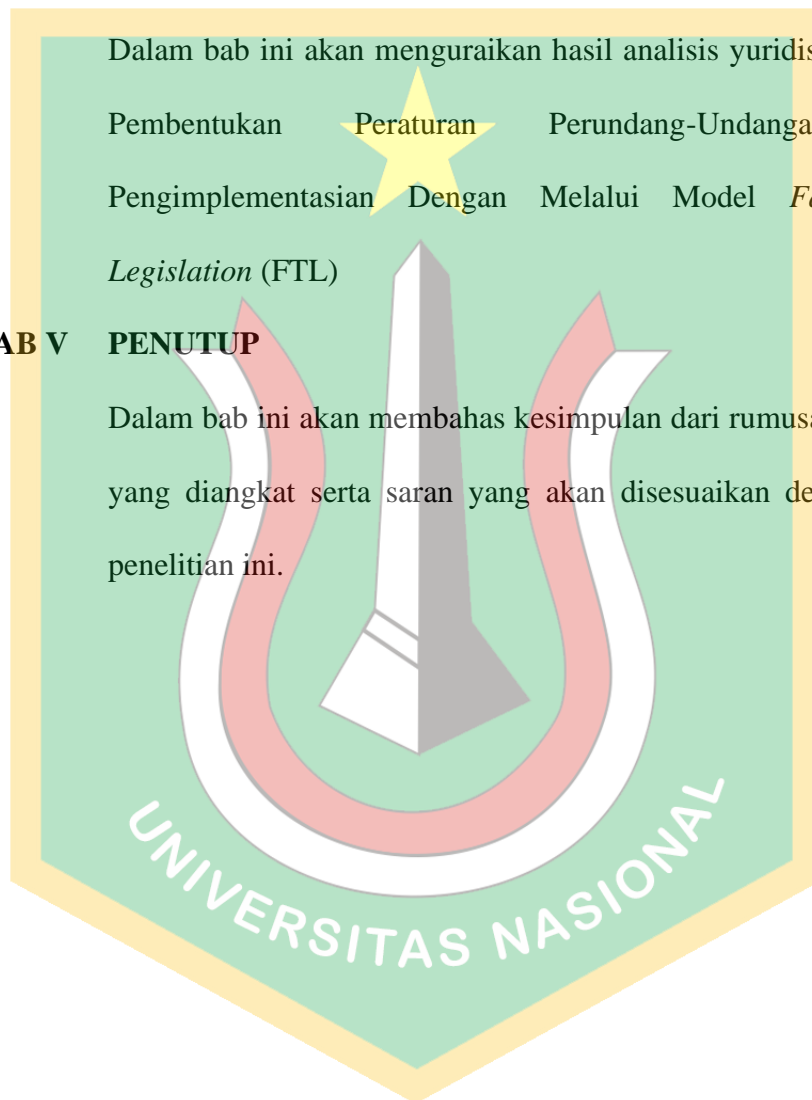 Dalam bab ini akan menguraikan hasil analisis yuridis
Pembentukan Peraturan Perundang-Undanga
Pengimplementasian Dengan Melalui Model
Legislation (FTL)
AB V PENUTUP
Dalam bab ini akan membahas kesimpulan dari rumusa
yang diangkat serta saran yang akan disesuaikan de
penelitian ini.
UNIVERSITAS NASIONAL